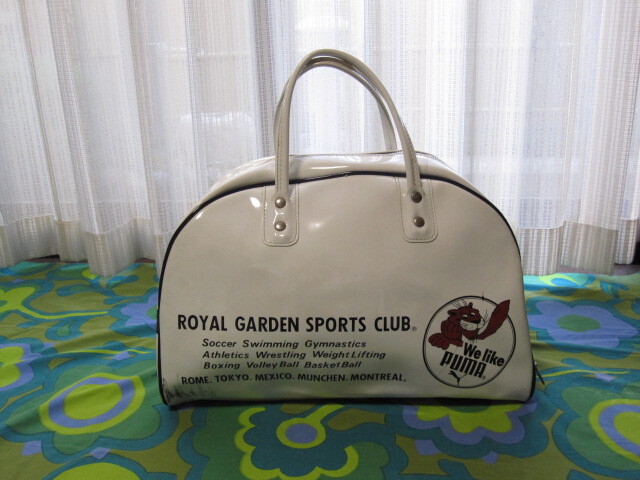 ROYAL GARDEN SPORTS CLUB®
Soccer Swimming Gymnastics
Athletics Wrestling Weight Lifting
Boxing Volley Ball Basket Ball
ROME. TOKYO. MEXICO. MUNCHEN. MONTREAL.
We like
PUMA